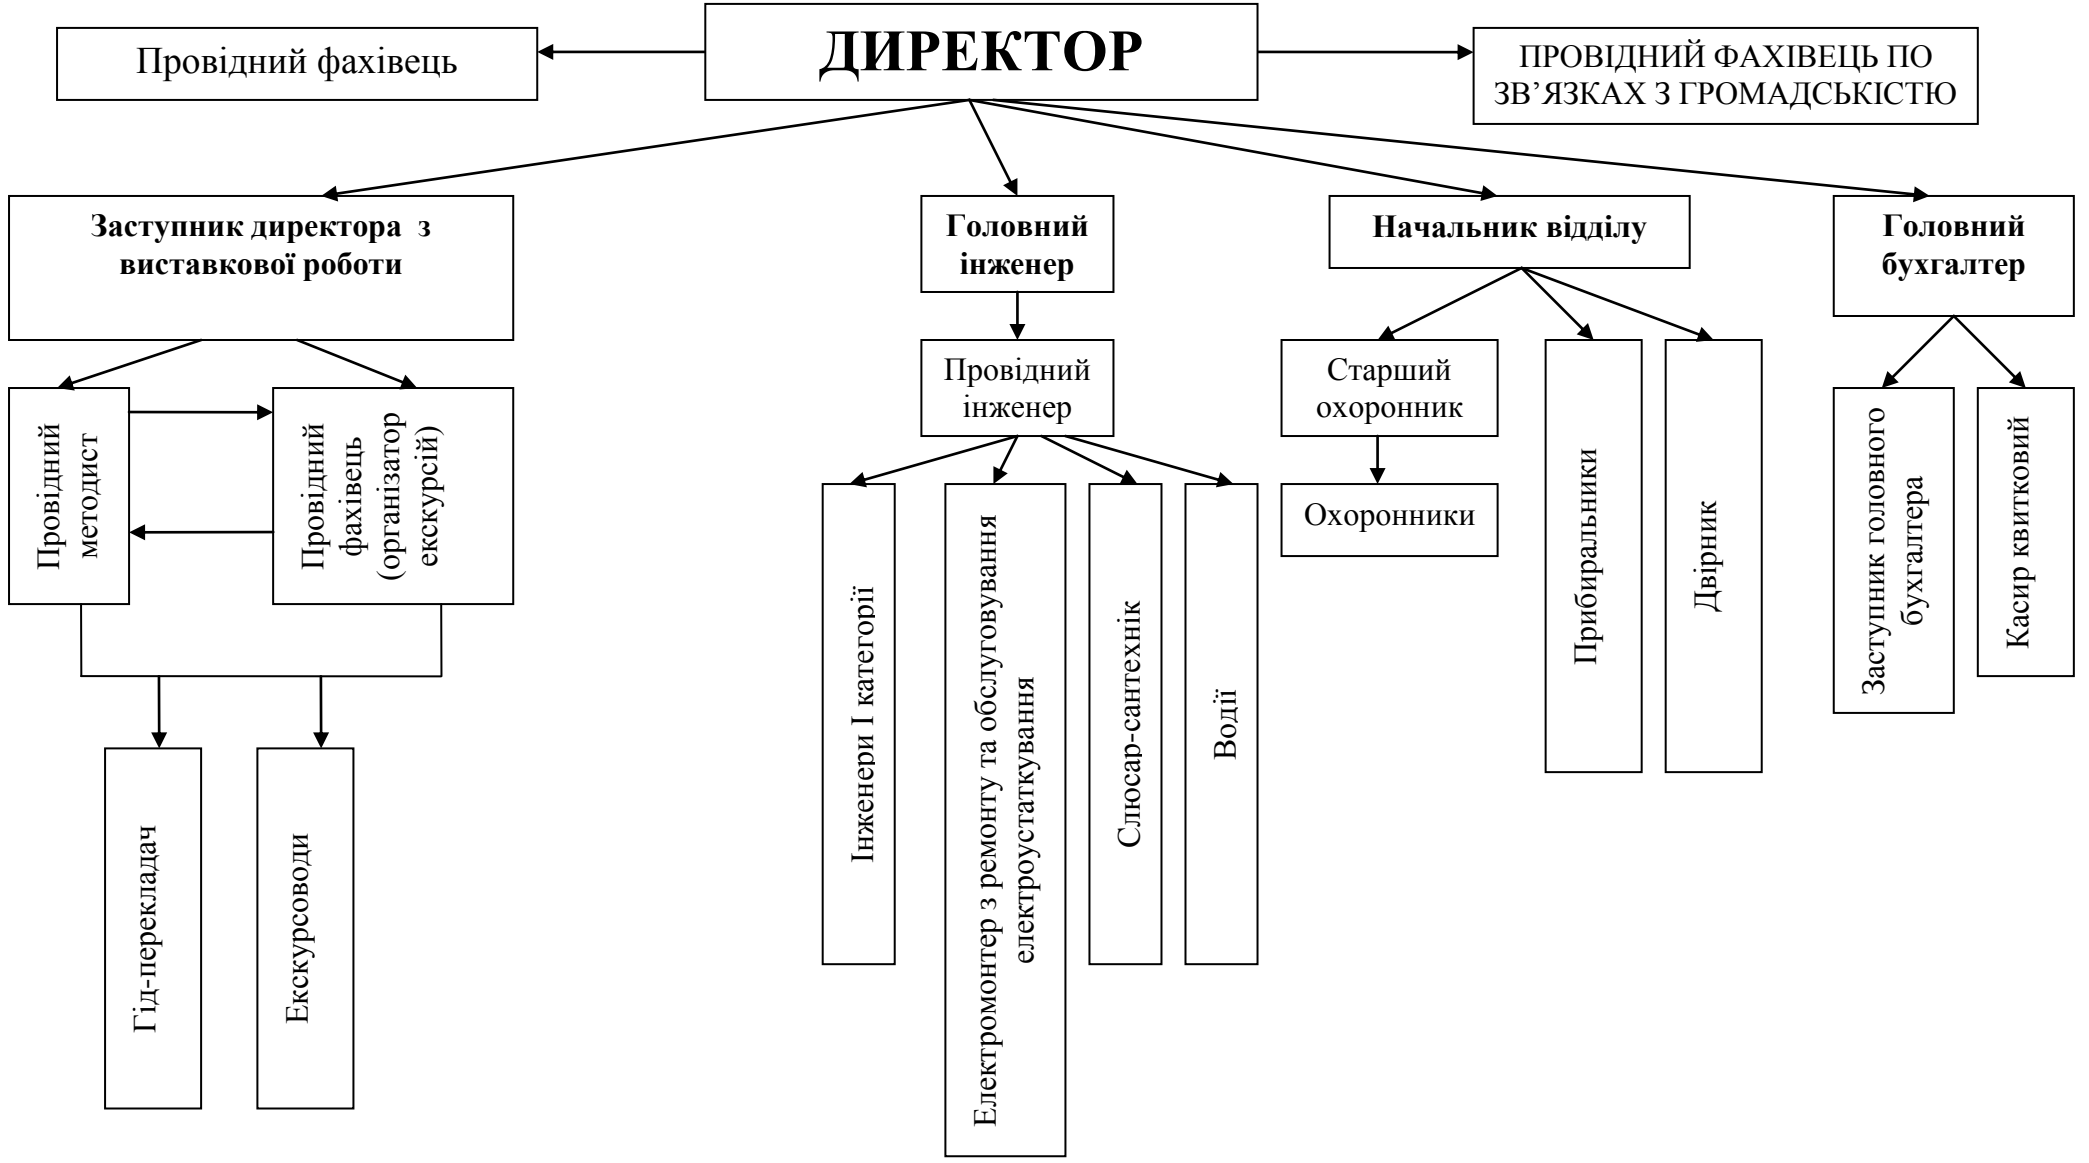 Провідний фахівець
ДИРЕКТОР
ПРОВІДНИЙ ФАХІВЕЦЬ ПО
ЗВ’ЯЗКАХ З ГРОМАДСЬКІСТЮ
Заступник директора з
виставкової роботи
Головний
інженер
Начальник відділу
Головний
бухгалтер
Провідний
методист
Провідний
фахівець
(організатор
екскурсій)
Провідний
інженер
Старший
охоронник
Охоронники
Прибиральники
Двірник
Заступник головного
бухгалтера
Касир квитковий
Інженери І категорії
Електромонтер з ремонту та обслуговування
електроустаткування
Слюсар-сантехнік
Водії
Гід-перекладач
Екскурсоводи